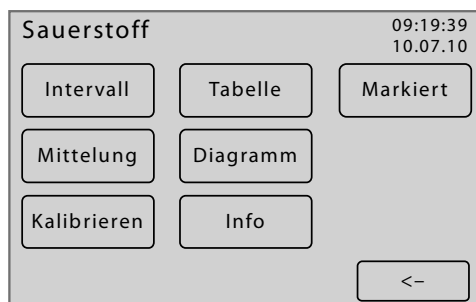 Sauerstoff
09:19:39
10.07.10
Intervall
Tabelle
Markiert
Mittelung
Diagramm
Kalibrieren
Info
<–